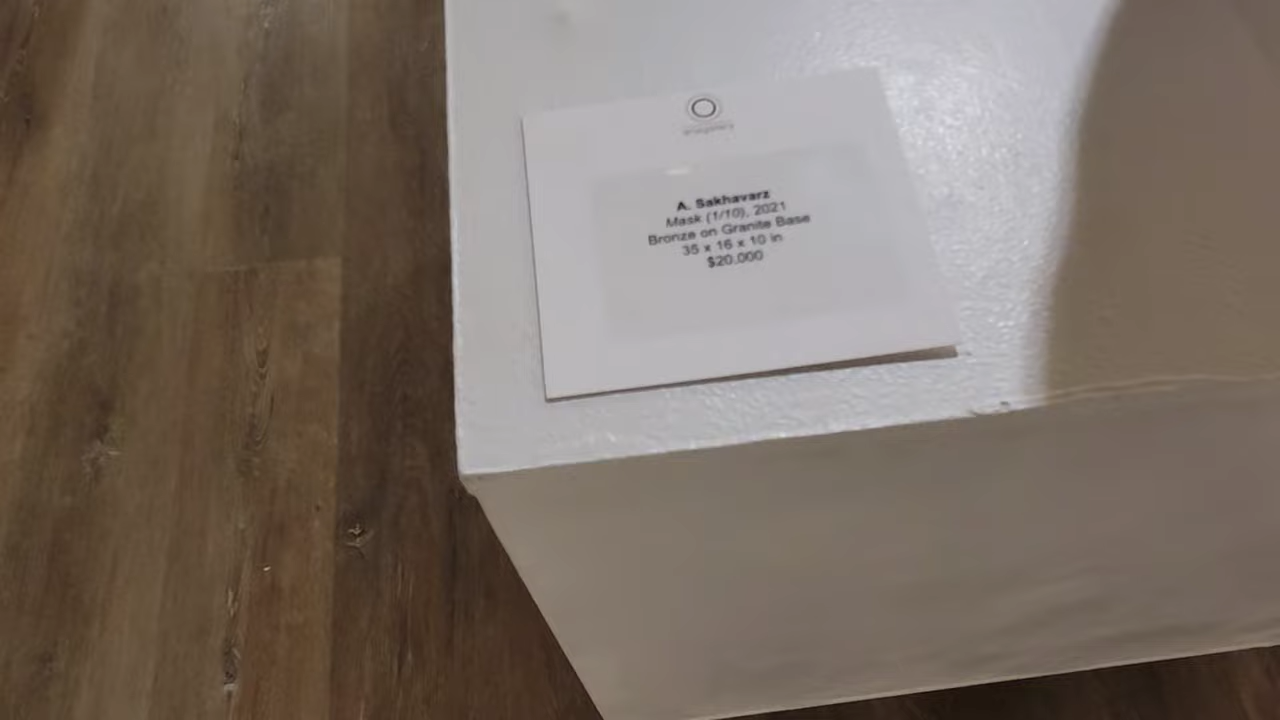 A. Sakhavarz
Mask (1/10), 2021
Bronze on Granite Base
35 x 16 x 10 in
$20,000